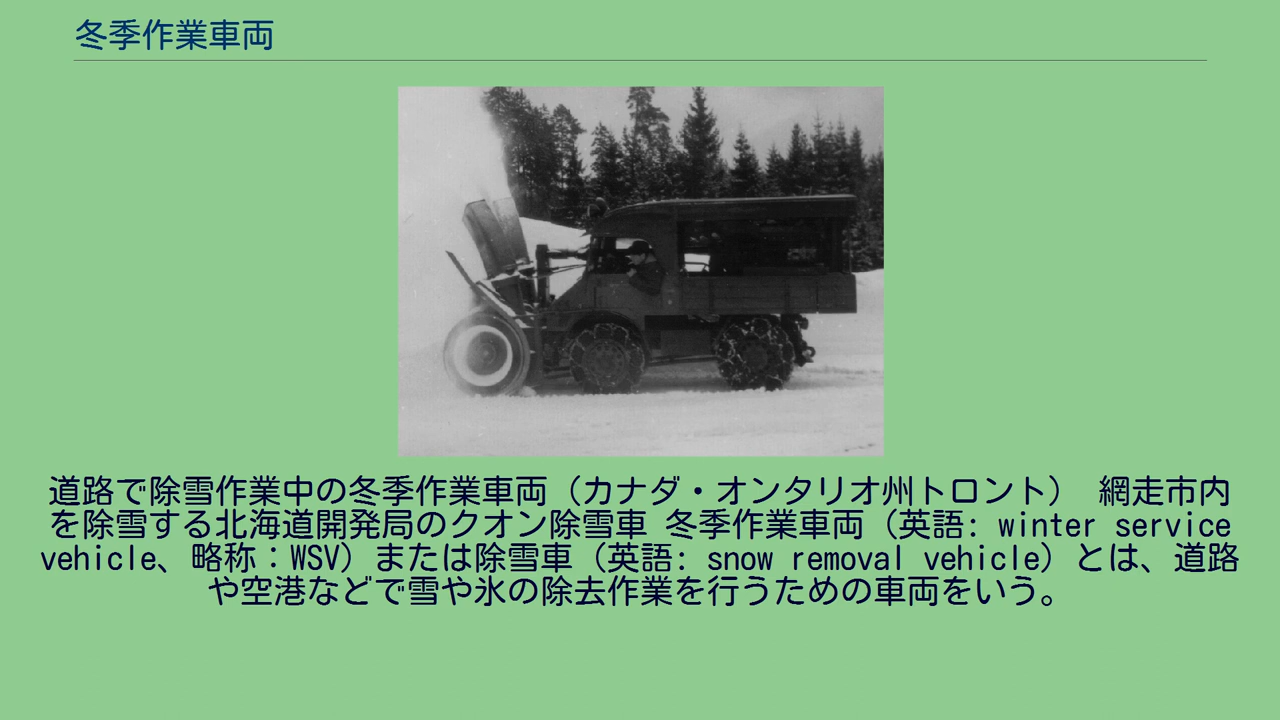 冬季作業車両
道路で除雪作業中の冬季作業車両（カナダ・オンタリオ州トロント） 網走市内
を除雪する北海道開発局のクオン除雪車 冬季作業車両（英語: winter service
vehicle、略称：WSV）または除雪車（英語: snow removal vehicle）とは、道路
や空港などで雪や氷の除去作業を行うための車両をいう。